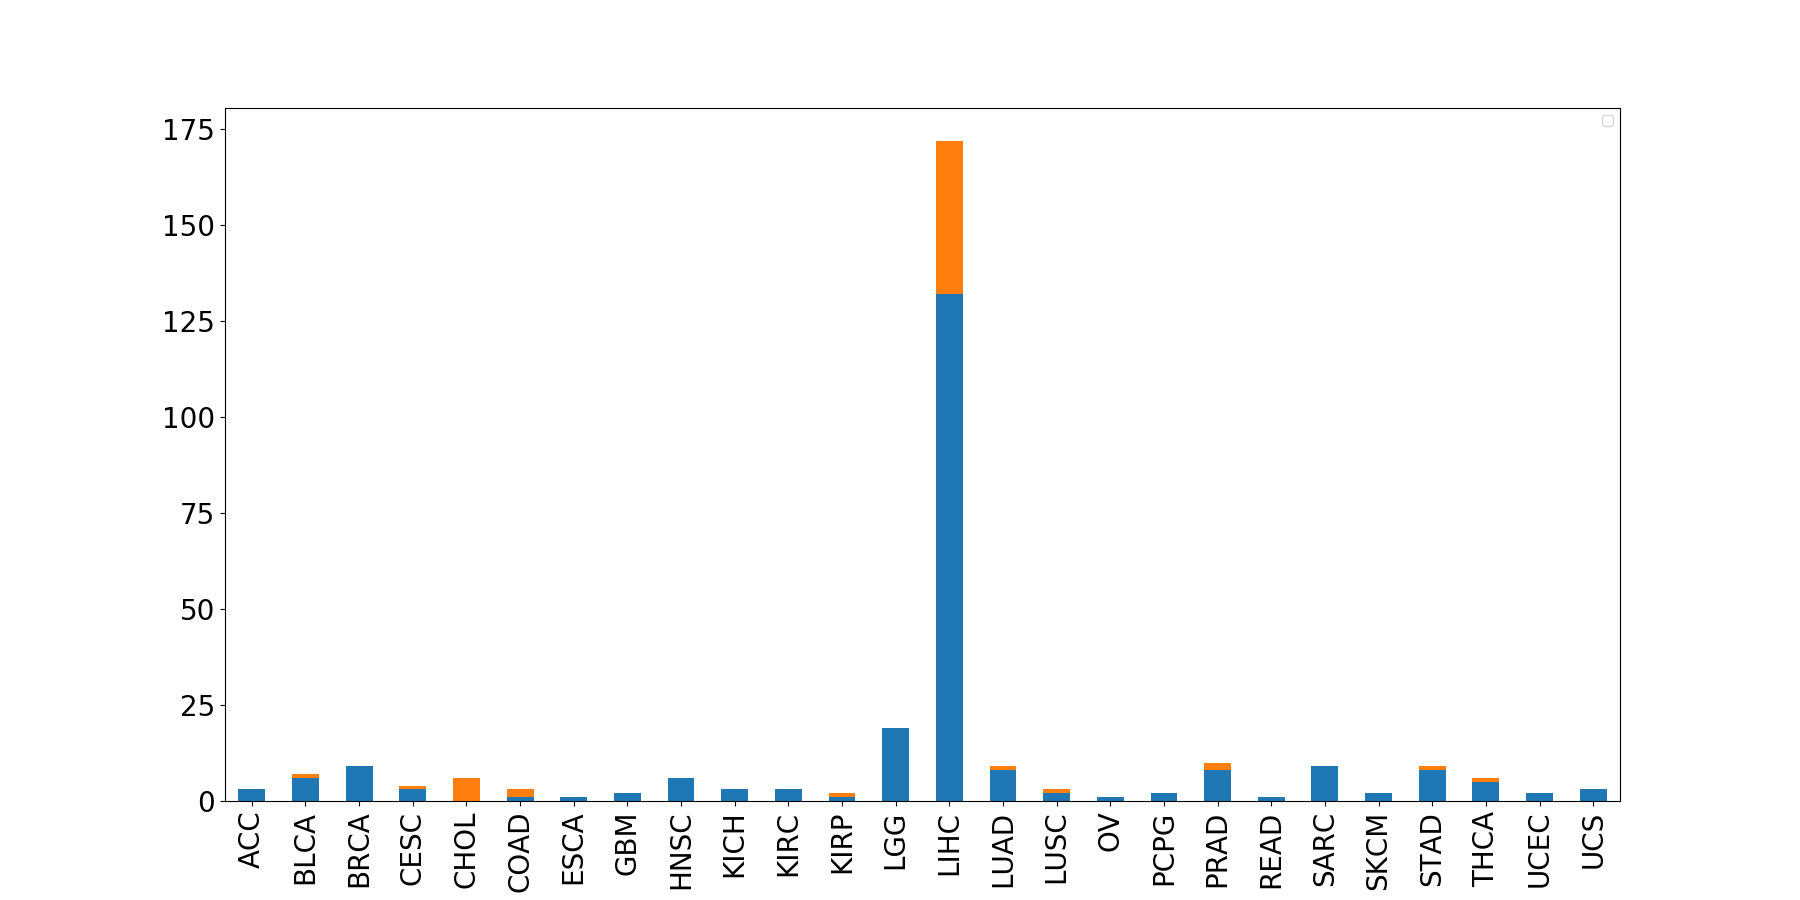 175
150
125
100
75
50
25
0
ACC
BLCA
BRCA
CESC
CHOL
COAD
ESCA
GBM
HNSC
KICH
KIRC
KIRP
LGG
LIHC
LUAD
LUSC
OV
PCPG
PRAD
READ
SARC
SKCM
STAD
THCA
UCEC
UCS